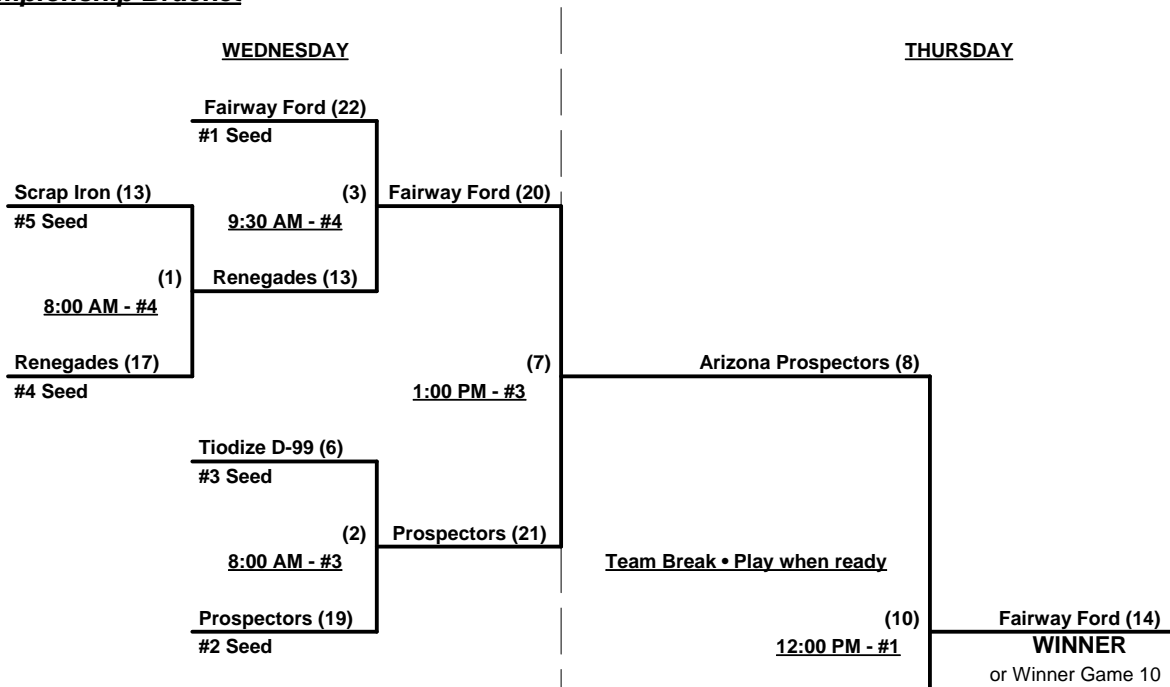 WEDNESDAY
THURSDAY
Fairway Ford (22)
#1 Seed
Scrap Iron (13)
(3)
Fairway Ford (20)
#5 Seed
9:30 AM - #4
(1)
Renegades (13)
8:00 AM - #4
Renegades (17)
(7)
Arizona Prospectors (8)
#4 Seed
1:00 PM - #3
Tiodize D-99 (6)
#3 Seed
(2)
Prospectors (21)
8:00 AM - #3
Team Break • Play when ready
Prospectors (19)
(10)
Fairway Ford (14)
#2 Seed
12:00 PM - #1
WINNER
or Winner Game 10